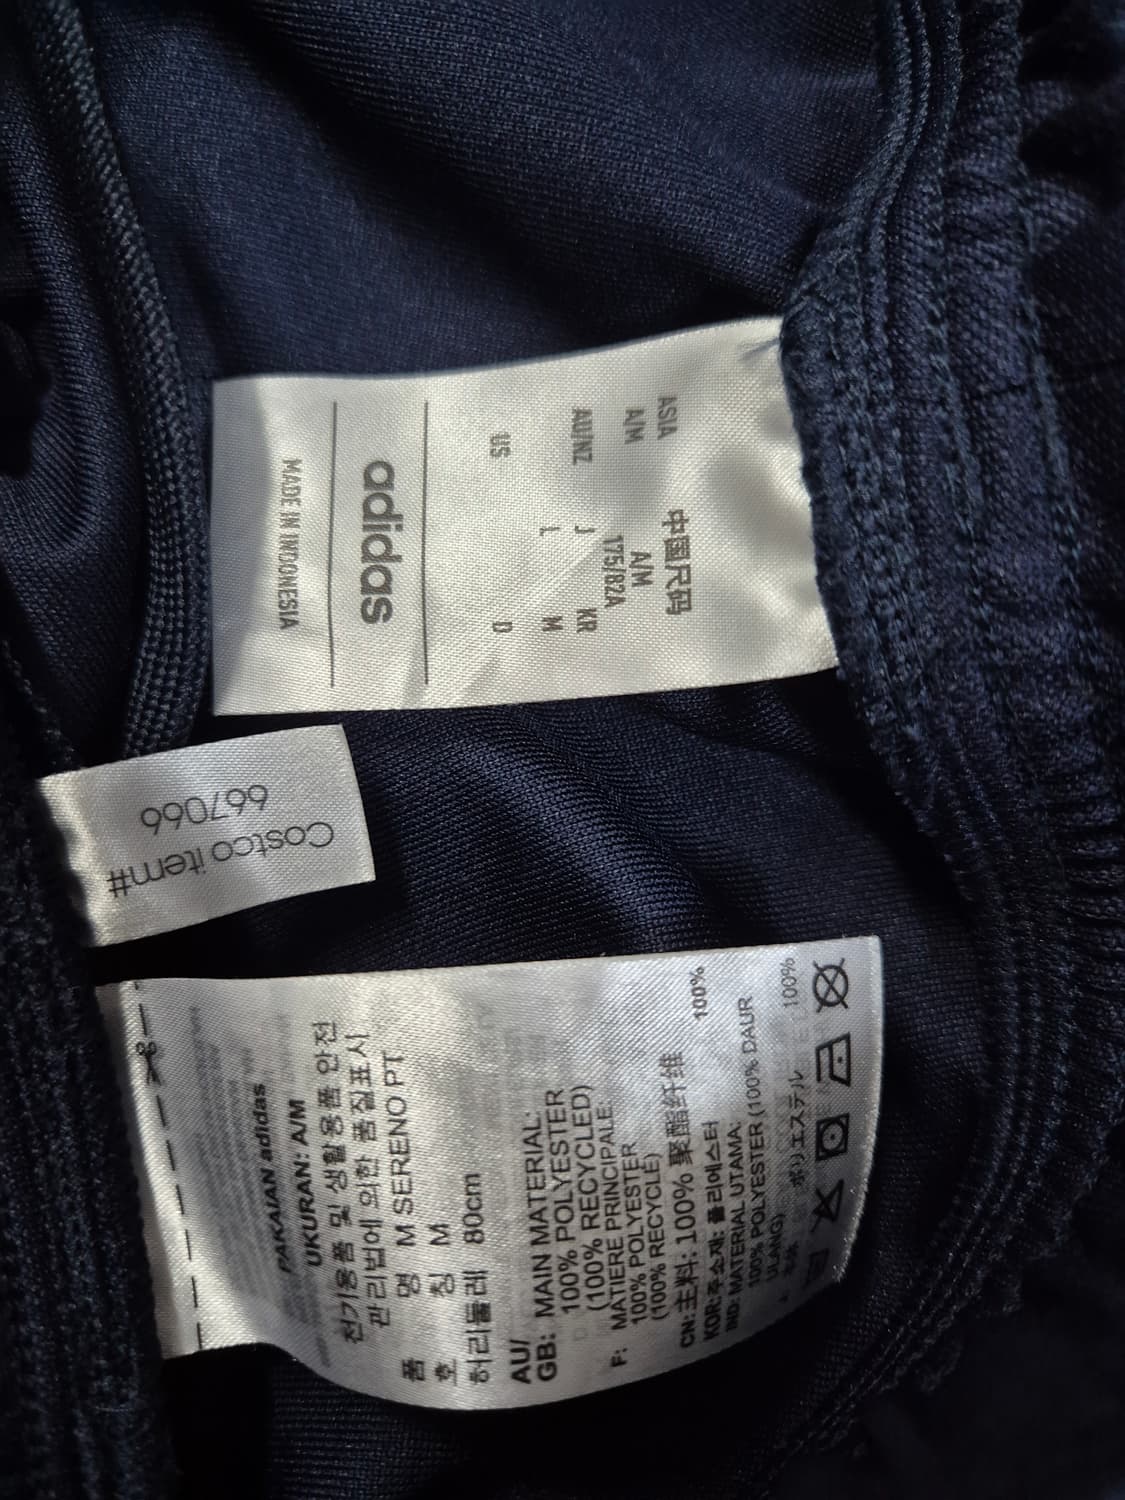 ASIA
A/M
AU/NZ
US
中国尺码
A/M
175/82A
J
L
KR
M
D
adidas
MADE IN INDONESIA
Costco item#
667066
PAKAIAN adidas
UKURAN: A/M
전기용품 및 생활용품 안전
관리법에 의한 품질표시
품 명 M SERENO PT
호 칭 M
허리둘레 80cm
AU/
GB: MAIN MATERIAL:
100% POLYESTER
(100% RECYCLED)
F: MATIERE PRINCIPALE:
100% POLYESTER
(100% RECYCLE)
CN: 主料: 100% 聚酯纤维 100%
KOR: 주소재: 폴리에스터
IND: MATERIAL UTAMA:
100% POLYESTER (100% DAUR
ULANG)
ポリエステル 100%